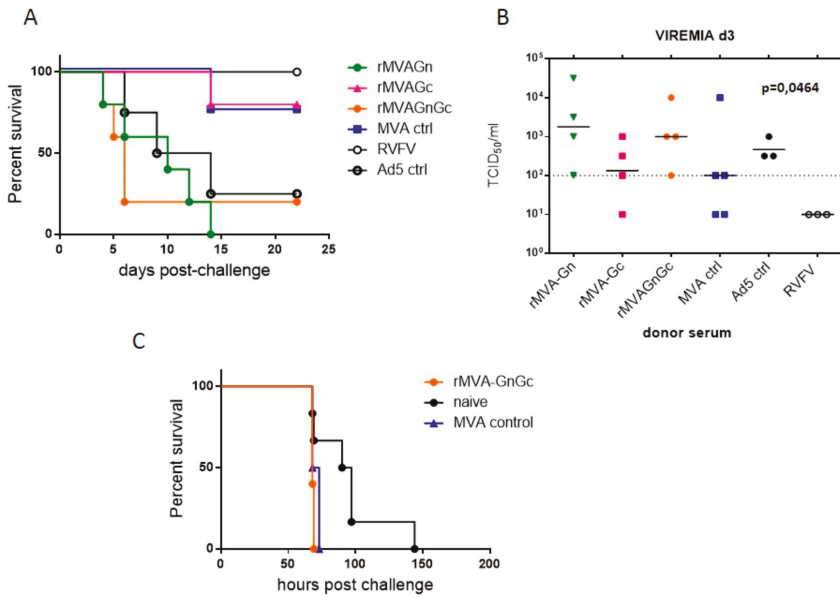 A
Percent survival
100
50
0
0 5 10 15 20 25
days post-challenge
rMVAGn
rMVAGc
rMVAGnGc
MVA ctrl
RVFV
Ad5 ctrl
B
VIREMIA d3
p=0,0464
TCID50/ml
10⁵
10⁴
10³
10²
10¹
10⁰
rMVA-Gn
rMVA-Gc
rMVAGnGc
MVA ctrl
Ad5 ctrl
RVFV
donor serum
C
Percent survival
100
50
0
0 50 100 150 200
hours post challenge
rMVA-GnGc
naive
MVA control